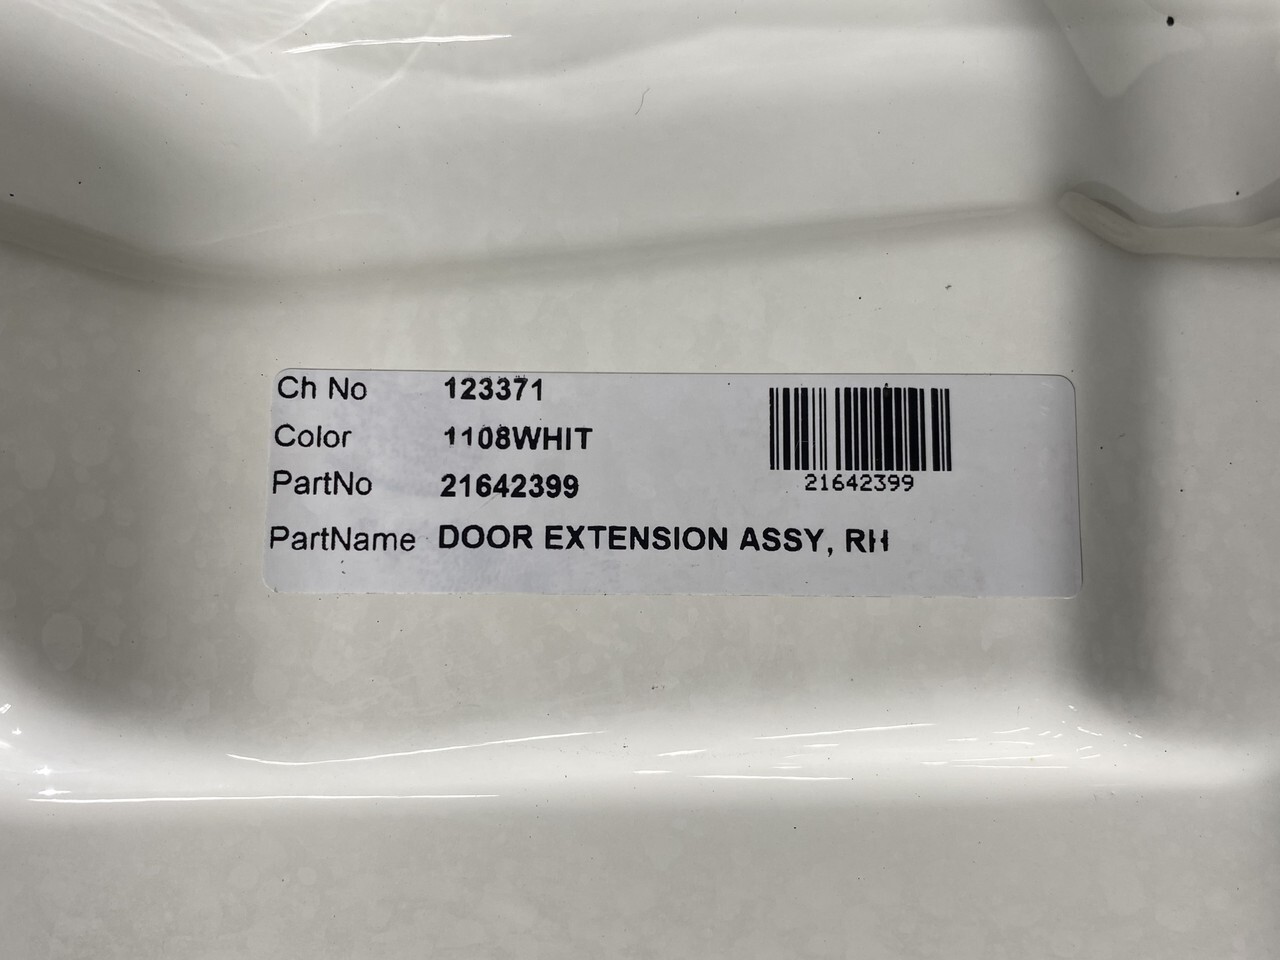 Ch No 123371
Color 1108WHIT
PartNo 21642399
21642399
PartName DOOR EXTENSION ASSY, RH